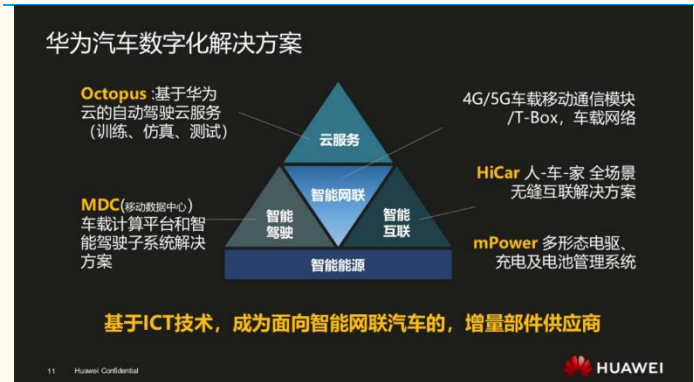 华为汽车数字化解决方案
Octopus :基于华为
云的自动驾驶云服务
（训练、仿真、测试）
4G/5G车载移动通信模块
/T-Box，车载网络
云服务
HiCar 人-车-家 全场景
无缝互联解决方案
智能网联
MDC(移动数据中心)
车载计算平台和智
能驾驶子系统解决
方案
智能
驾驶
智能
互联
mPower 多形态电驱、
充电及电池管理系统
智能能源
基于ICT技术，成为面向智能网联汽车的，增量部件供应商
11 Huawei Confidential
HUAWEI